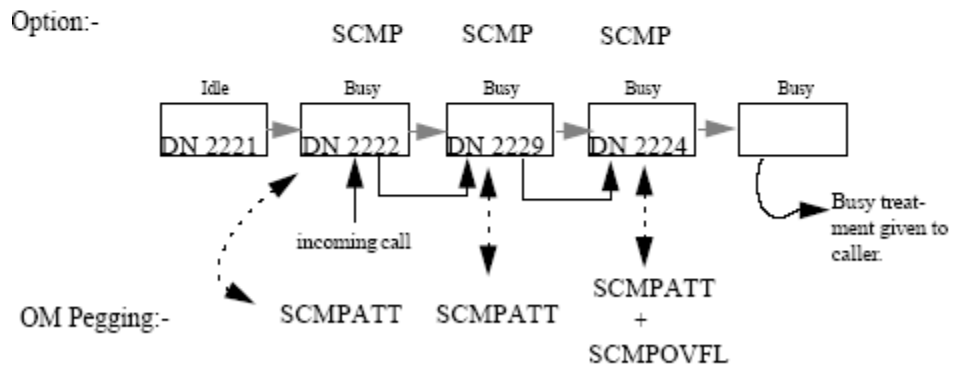 Option:-
SCMP SCMP SCMP
Idle Busy Busy Busy Busy
DN 2221 DN 2222 DN 2229 DN 2224
incoming call
Busy treat-
ment given to
caller.
OM Pegging:- SCMPATT SCMPATT SCMPATT
+
SCMPOVFL